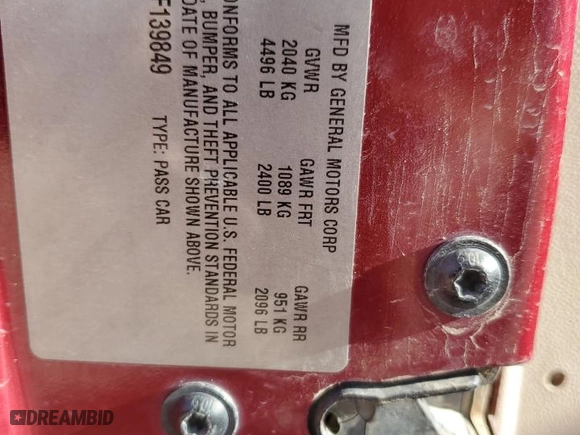 MFD BY GENERAL MOTORS CORP
GVWR GAWR FRT GAWR RR
2040 KG 1089 KG 951 KG
4496 LB 2400 LB 2096 LB
ONFORMS TO ALL APPLICABLE U.S. FEDERAL MOTOR
, BUMPER, AND THEFT PREVENTION STANDARDS IN
DATE OF MANUFACTURE SHOWN ABOVE.
F139849 TYPE: PASS CAR
DREAMBID